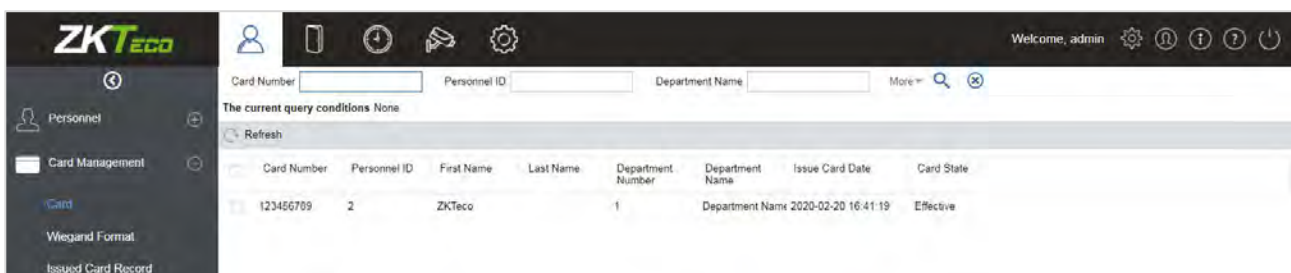 ZKTeco
Welcome, admin
Card Number
Personnel ID
Department Name
More
Personnel
The current query conditions None
Refresh
Card Management
Card Number Personnel ID First Name Last Name Department Number Department Name Issue Card Date Card State
Card
123456789 2 ZKTeco 1 Department Name 2020-02-20 16:41:19 Effective
Wiegand Format
Issued Card Record